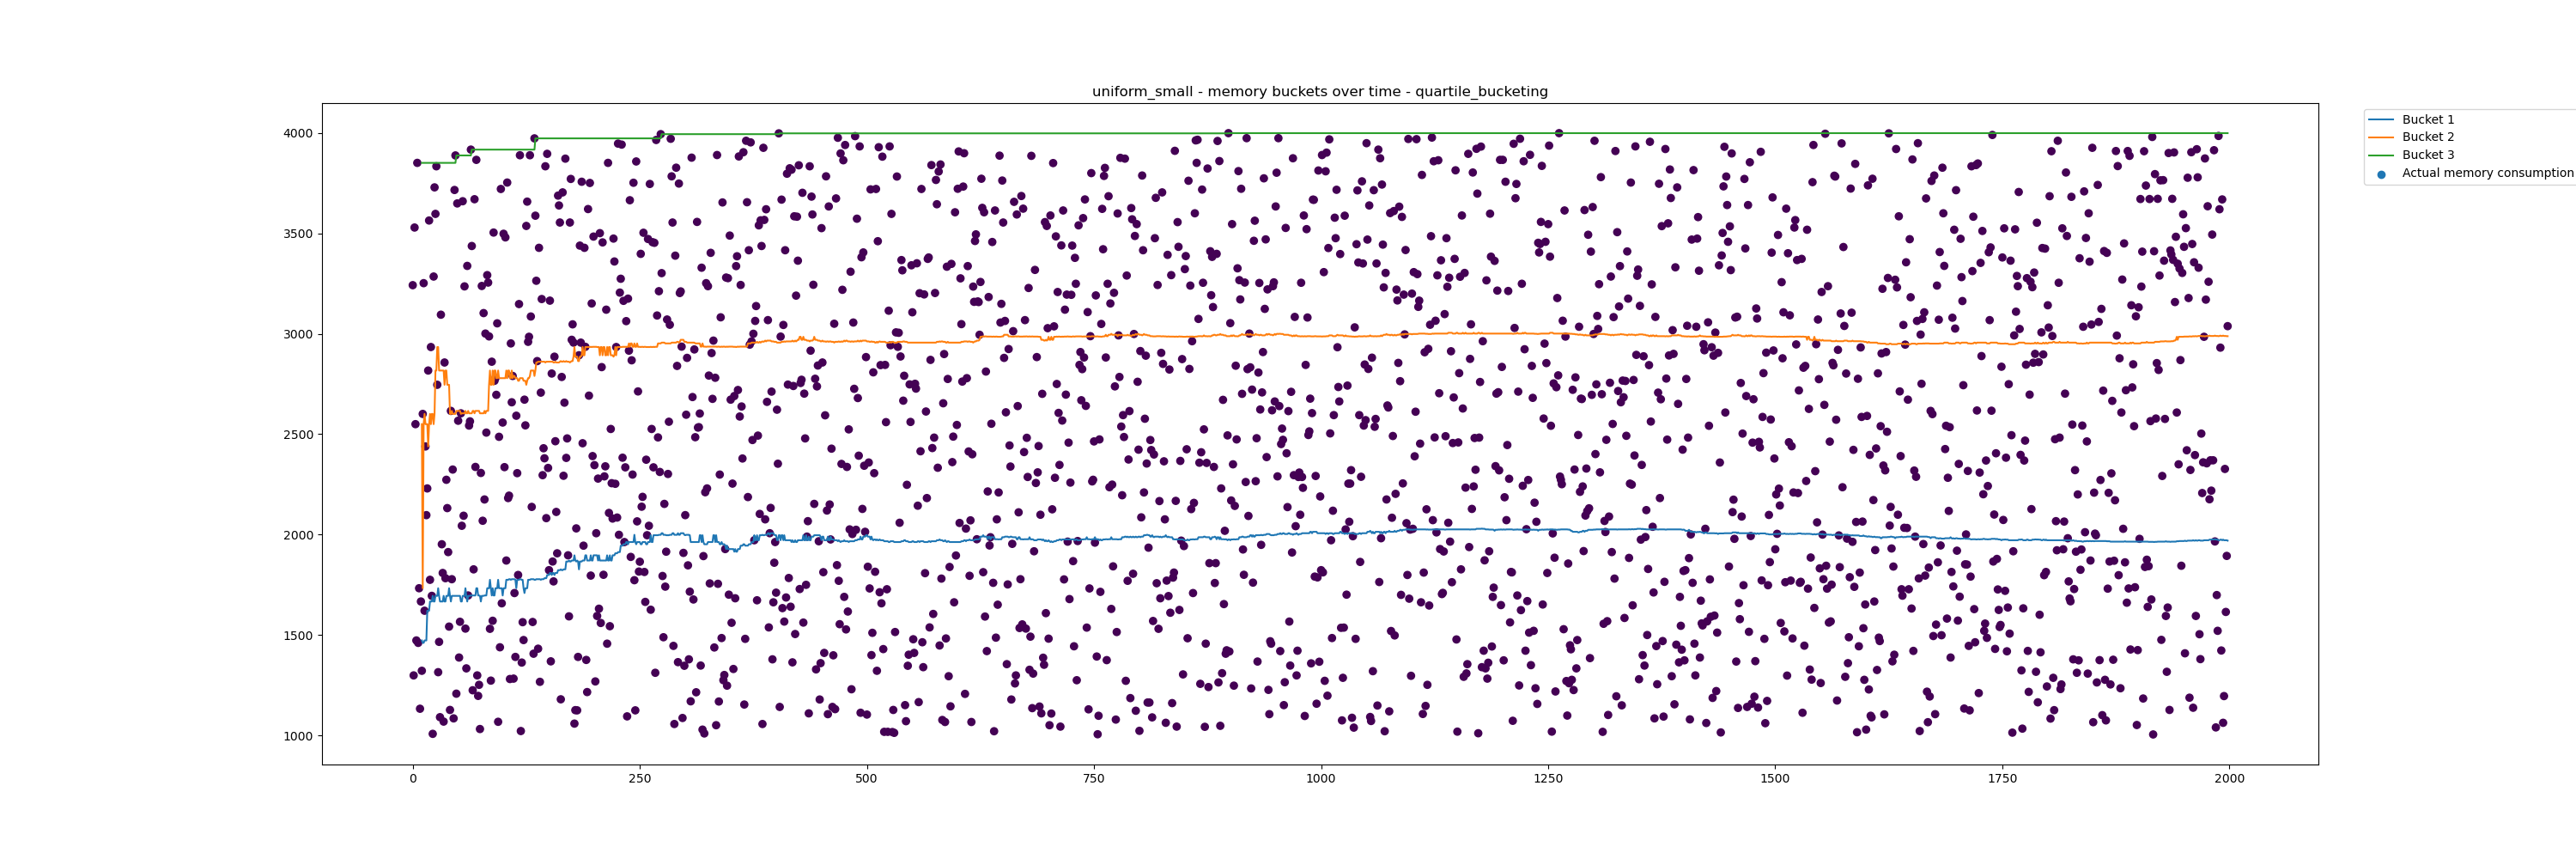 uniform_small - memory buckets over time - quartile_bucketing
4000
3500
3000
2500
2000
1500
1000
0 250 500 750 1000 1250 1500 1750 2000
Bucket 1
Bucket 2
Bucket 3
Actual memory consumption